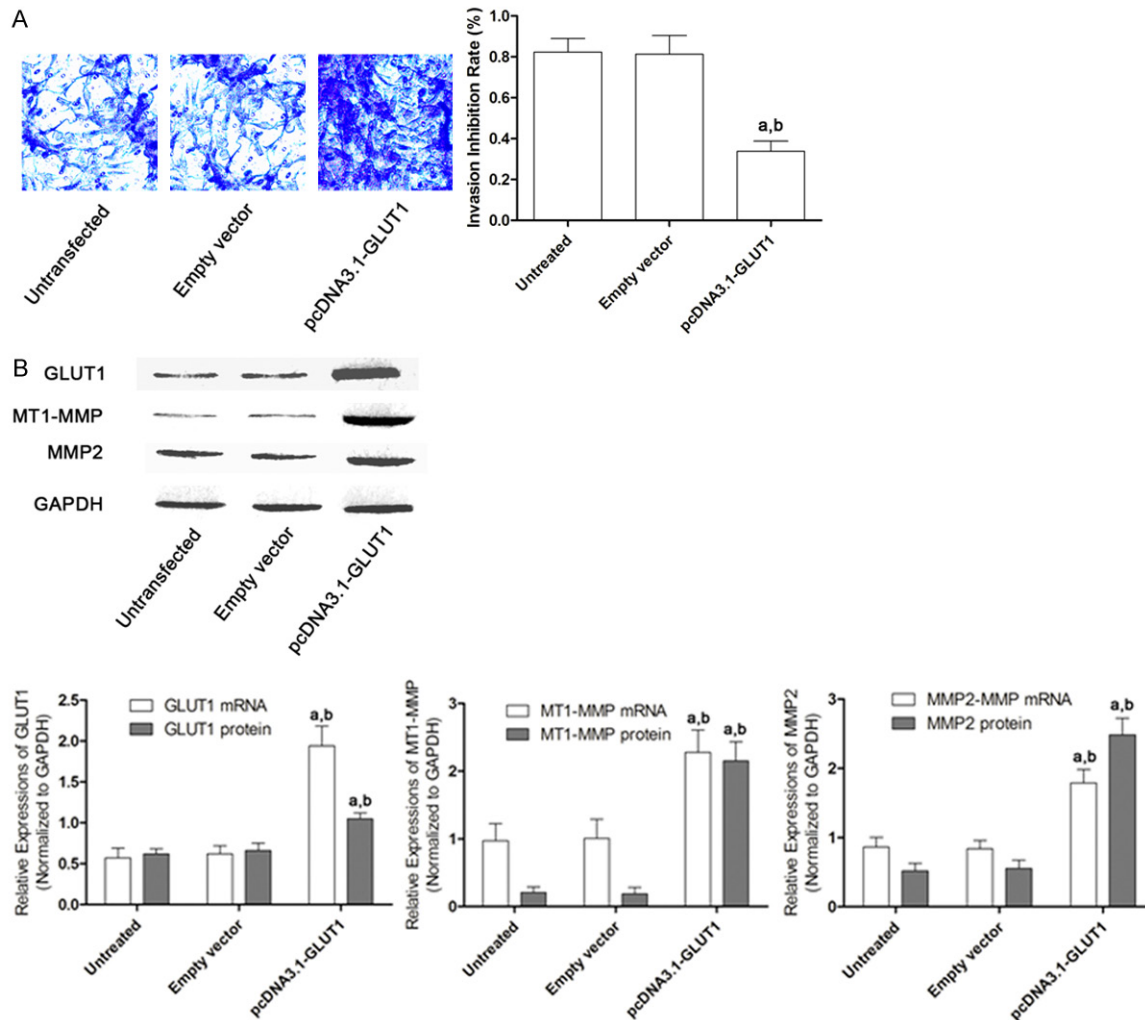 A
Untransfected
Empty vector
pcDNA3.1-GLUT1
Invasion Inhibition Rate (%)
1.0
0.8
0.6
0.4
0.2
0.0
a,b
Untreated
Empty vector
pcDNA3.1-GLUT1
B
GLUT1
MT1-MMP
MMP2
GAPDH
Untransfected
Empty vector
pcDNA3.1-GLUT1
Relative Expressions of GLUT1
(Normalized to GAPDH)
2.5
2.0
1.5
1.0
0.5
0.0
GLUT1 mRNA
GLUT1 protein
a,b
a,b
Untreated
Empty vector
pcDNA3.1-GLUT1
Relative Expressions of MT1-MMP
(Normalized to GAPDH)
3
2
1
0
MT1-MMP mRNA
MT1-MMP protein
a,b
a,b
Untreated
Empty vector
pcDNA3.1-GLUT1
Relative Expressions of MMP2
(Normalized to GAPDH)
3
2
1
0
MMP2-MMP mRNA
MMP2 protein
a,b
a,b
Untreated
Empty vector
pcDNA3.1-GLUT1